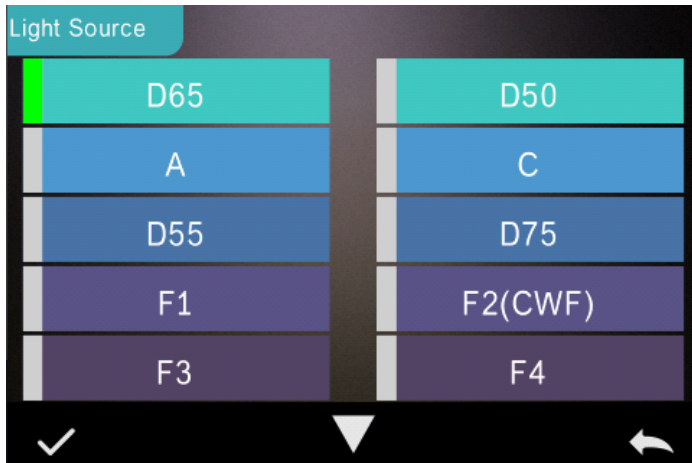 Light Source
D65 D50
A C
D55 D75
F1 F2(CWF)
F3 F4